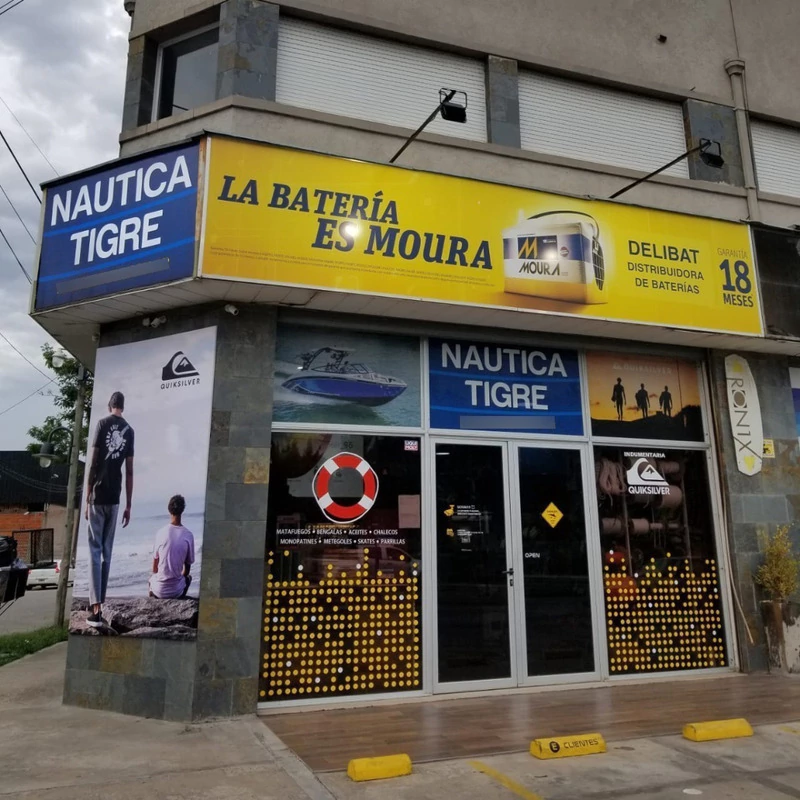 NAUTICA
TIGRE
LA BATERÍA
ES MOURA
MOURA
DELIBAT
DISTRIBUIDORA
DE BATERÍAS
GARANTÍA
18
MESES
QUIKSILVER
NAUTICA
TIGRE
RONIX
MATAFUEGOS • BENGALAS • ACEITES • CHALECOS
MONOPATINES • METEGOLES • SKATES • PARRILLAS
OPEN
INDUMENTARIA
QUIKSILVER
E CLIENTES